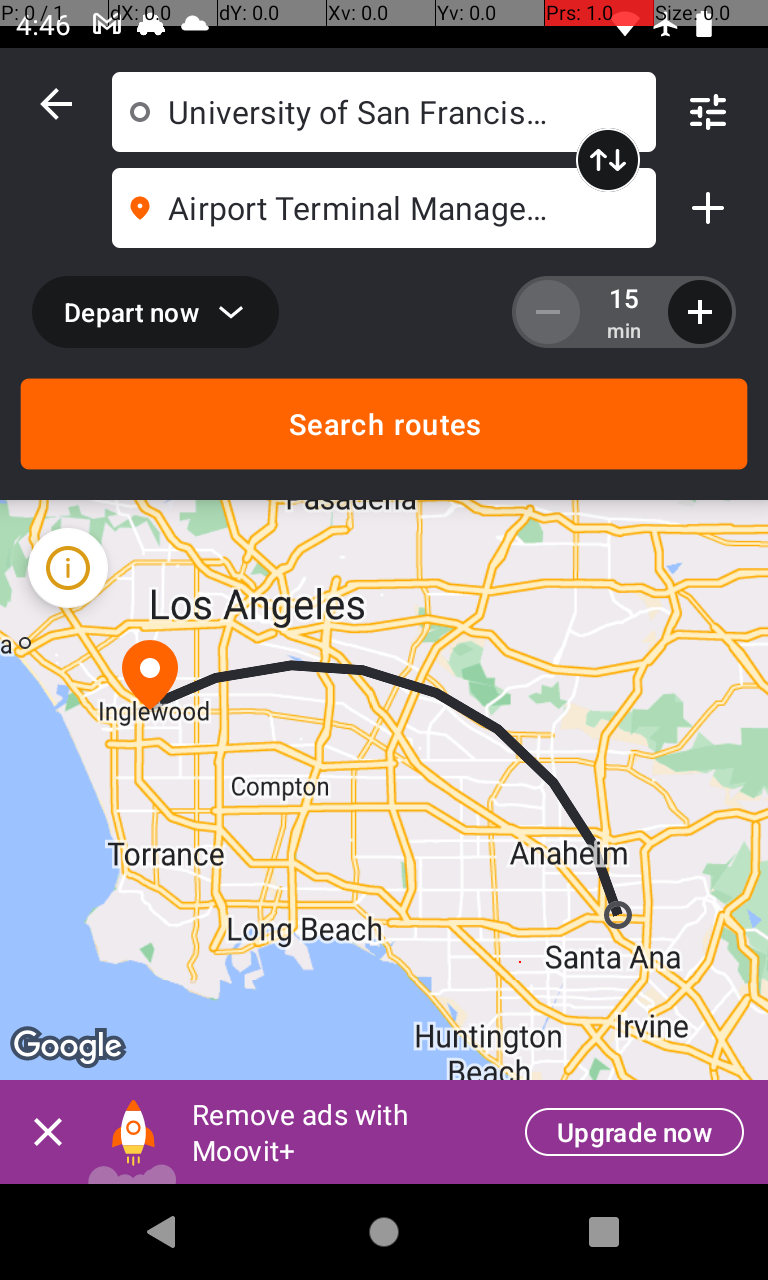 P: 0 / 1
dX: 0.0
dY: 0.0
Xv: 0.0
Yv: 0.0
Prs: 1.0
Size: 0.0
4:46
University of San Francis...
Airport Terminal Manage...
Depart now
15
min
Search routes
Pasadena
Los Angeles
a
Inglewood
Compton
Torrance
Anaheim
Long Beach
Santa Ana
Irvine
Huntington
Beach
Google
Remove ads with
Moovit+
Upgrade now